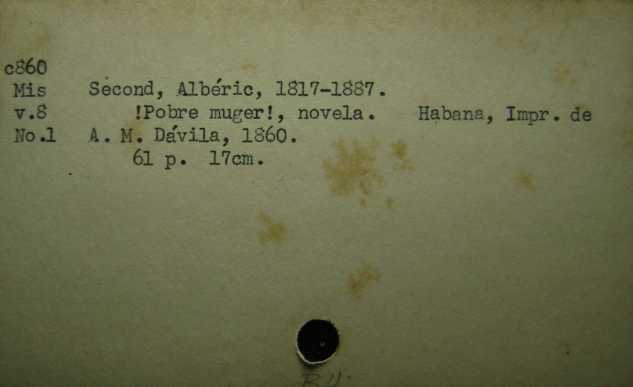 c860
Mis Second, Albéric, 1817-1887.
v.8 !Pobre muger!, novela. Habana, Impr. de
No.1 A. M. Dávila, 1860.
61 p. 17cm.